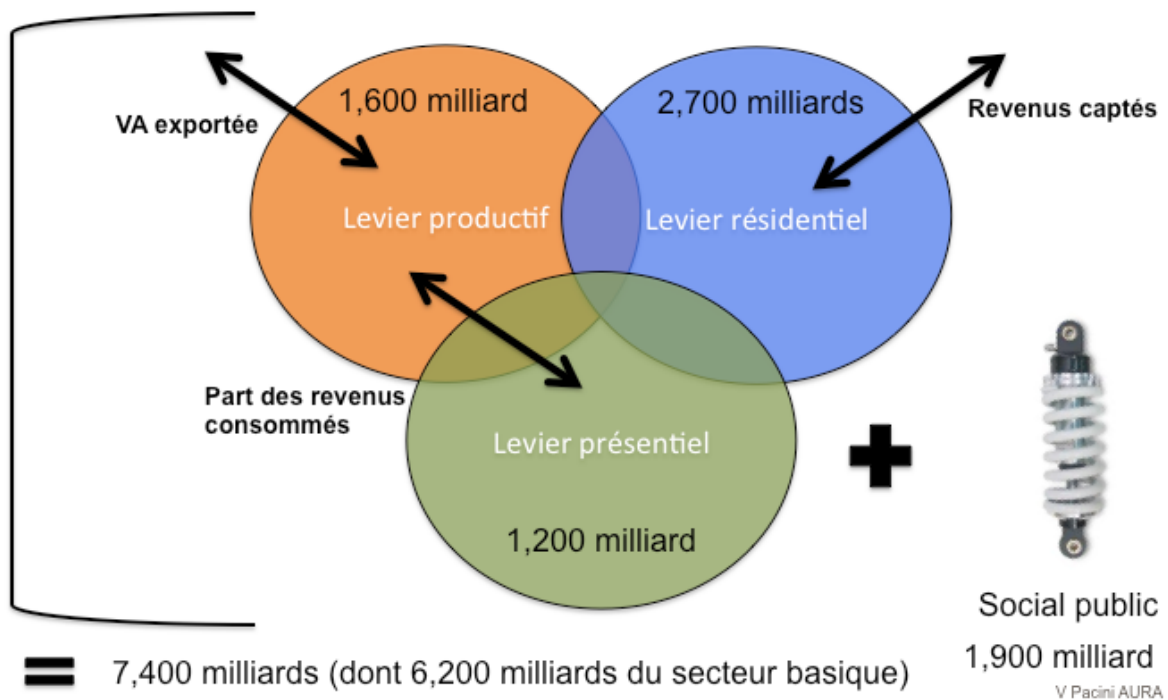 1,600 milliard
2,700 milliards
VA exportée
Revenus captés
Levier productif
Levier résidentiel
Part des revenus
consommés
Levier présentiel
1,200 milliard
Social public
1,900 milliard
= 7,400 milliards (dont 6,200 milliards du secteur basique)
V Pacini AURA